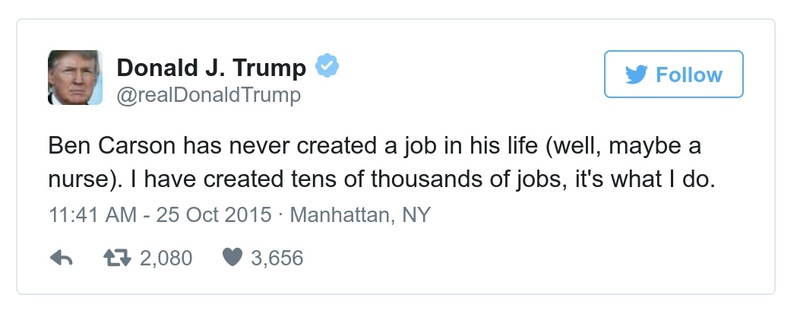 Donald J. Trump
@realDonaldTrump
Follow
Ben Carson has never created a job in his life (well, maybe a
nurse). I have created tens of thousands of jobs, it's what I do.
11:41 AM - 25 Oct 2015 · Manhattan, NY
2,080 3,656